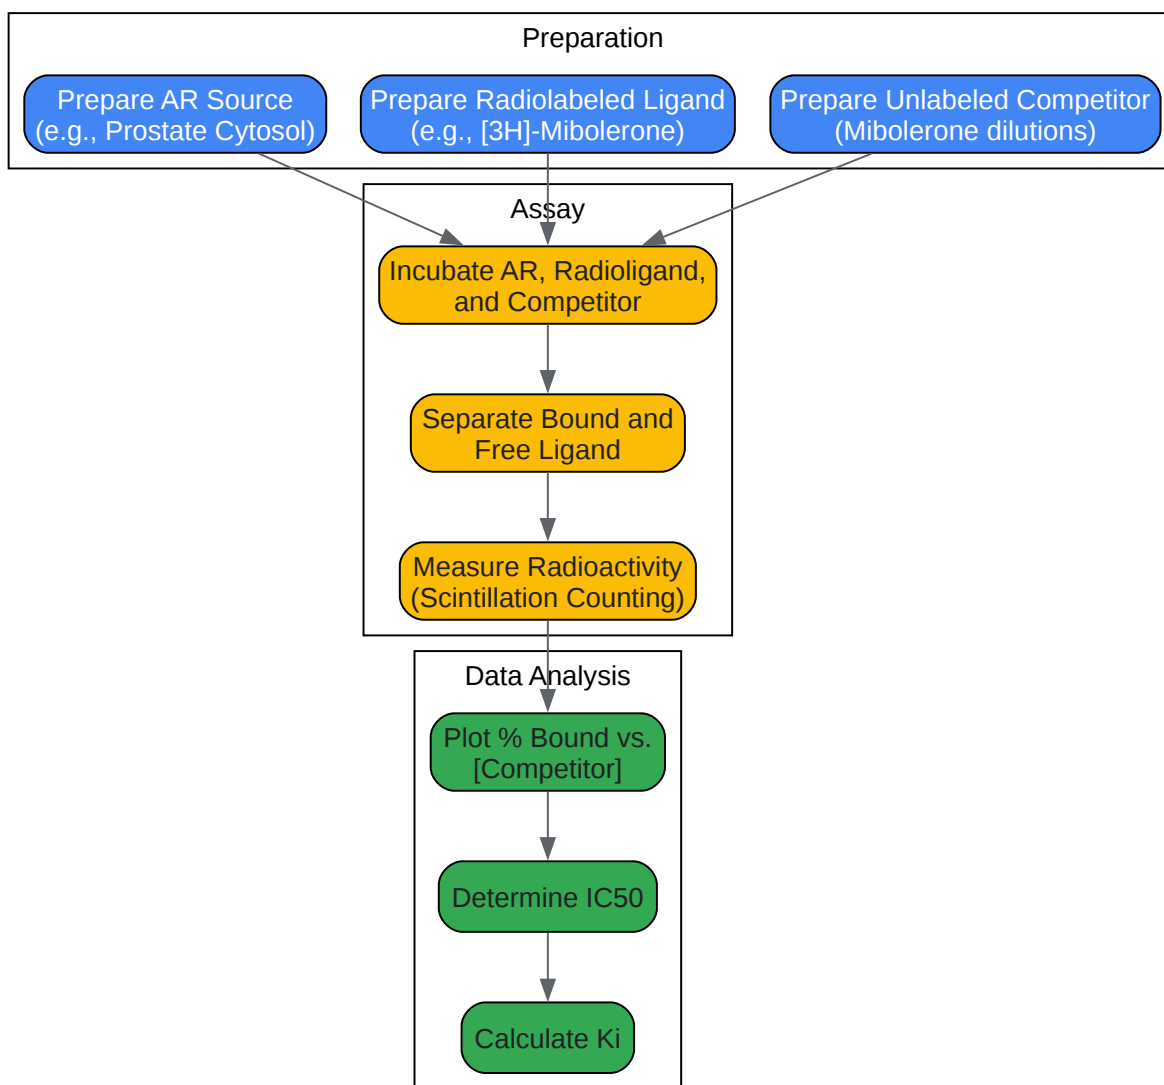 Preparation
Prepare AR Source
(e.g., Prostate Cytosol)
Prepare Radiolabeled Ligand
(e.g., [3H]-Mibolerone)
Prepare Unlabeled Competitor
(Mibolerone dilutions)
Assay
Incubate AR, Radioligand,
and Competitor
Separate Bound and
Free Ligand
Measure Radioactivity
(Scintillation Counting)
Data Analysis
Plot % Bound vs.
[Competitor]
Determine IC50
Calculate Ki